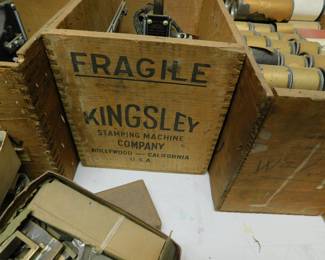 FRAGILE
KINGSLEY
STAMPING MACHINE
COMPANY
HOLLYWOOD — CALIFORNIA
U.S.A.